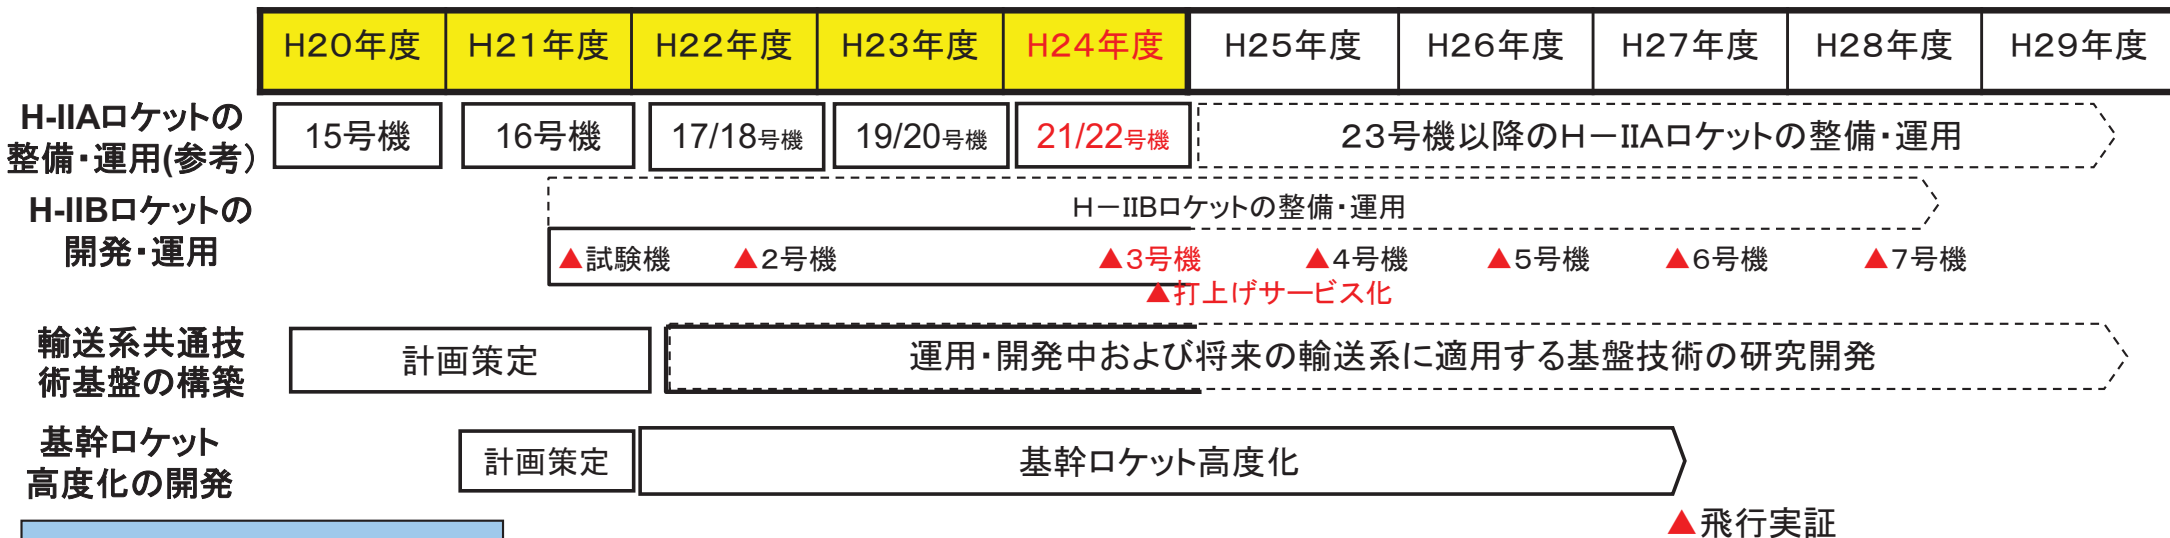 H20年度 H21年度 H22年度 H23年度 H24年度 H25年度 H26年度 H27年度 H28年度 H29年度
H-IIAロケットの
整備・運用(参考)
15号機 16号機 17/18号機 19/20号機 21/22号機 23号機以降のH－IIAロケットの整備・運用
H-IIBロケットの
開発・運用
H－IIBロケットの整備・運用
▲試験機 ▲2号機 ▲3号機 ▲4号機 ▲5号機 ▲6号機 ▲7号機
▲打上げサービス化
輸送系共通技
術基盤の構築
計画策定 運用・開発中および将来の輸送系に適用する基盤技術の研究開発
基幹ロケット
高度化の開発
計画策定 基幹ロケット高度化
▲飛行実証